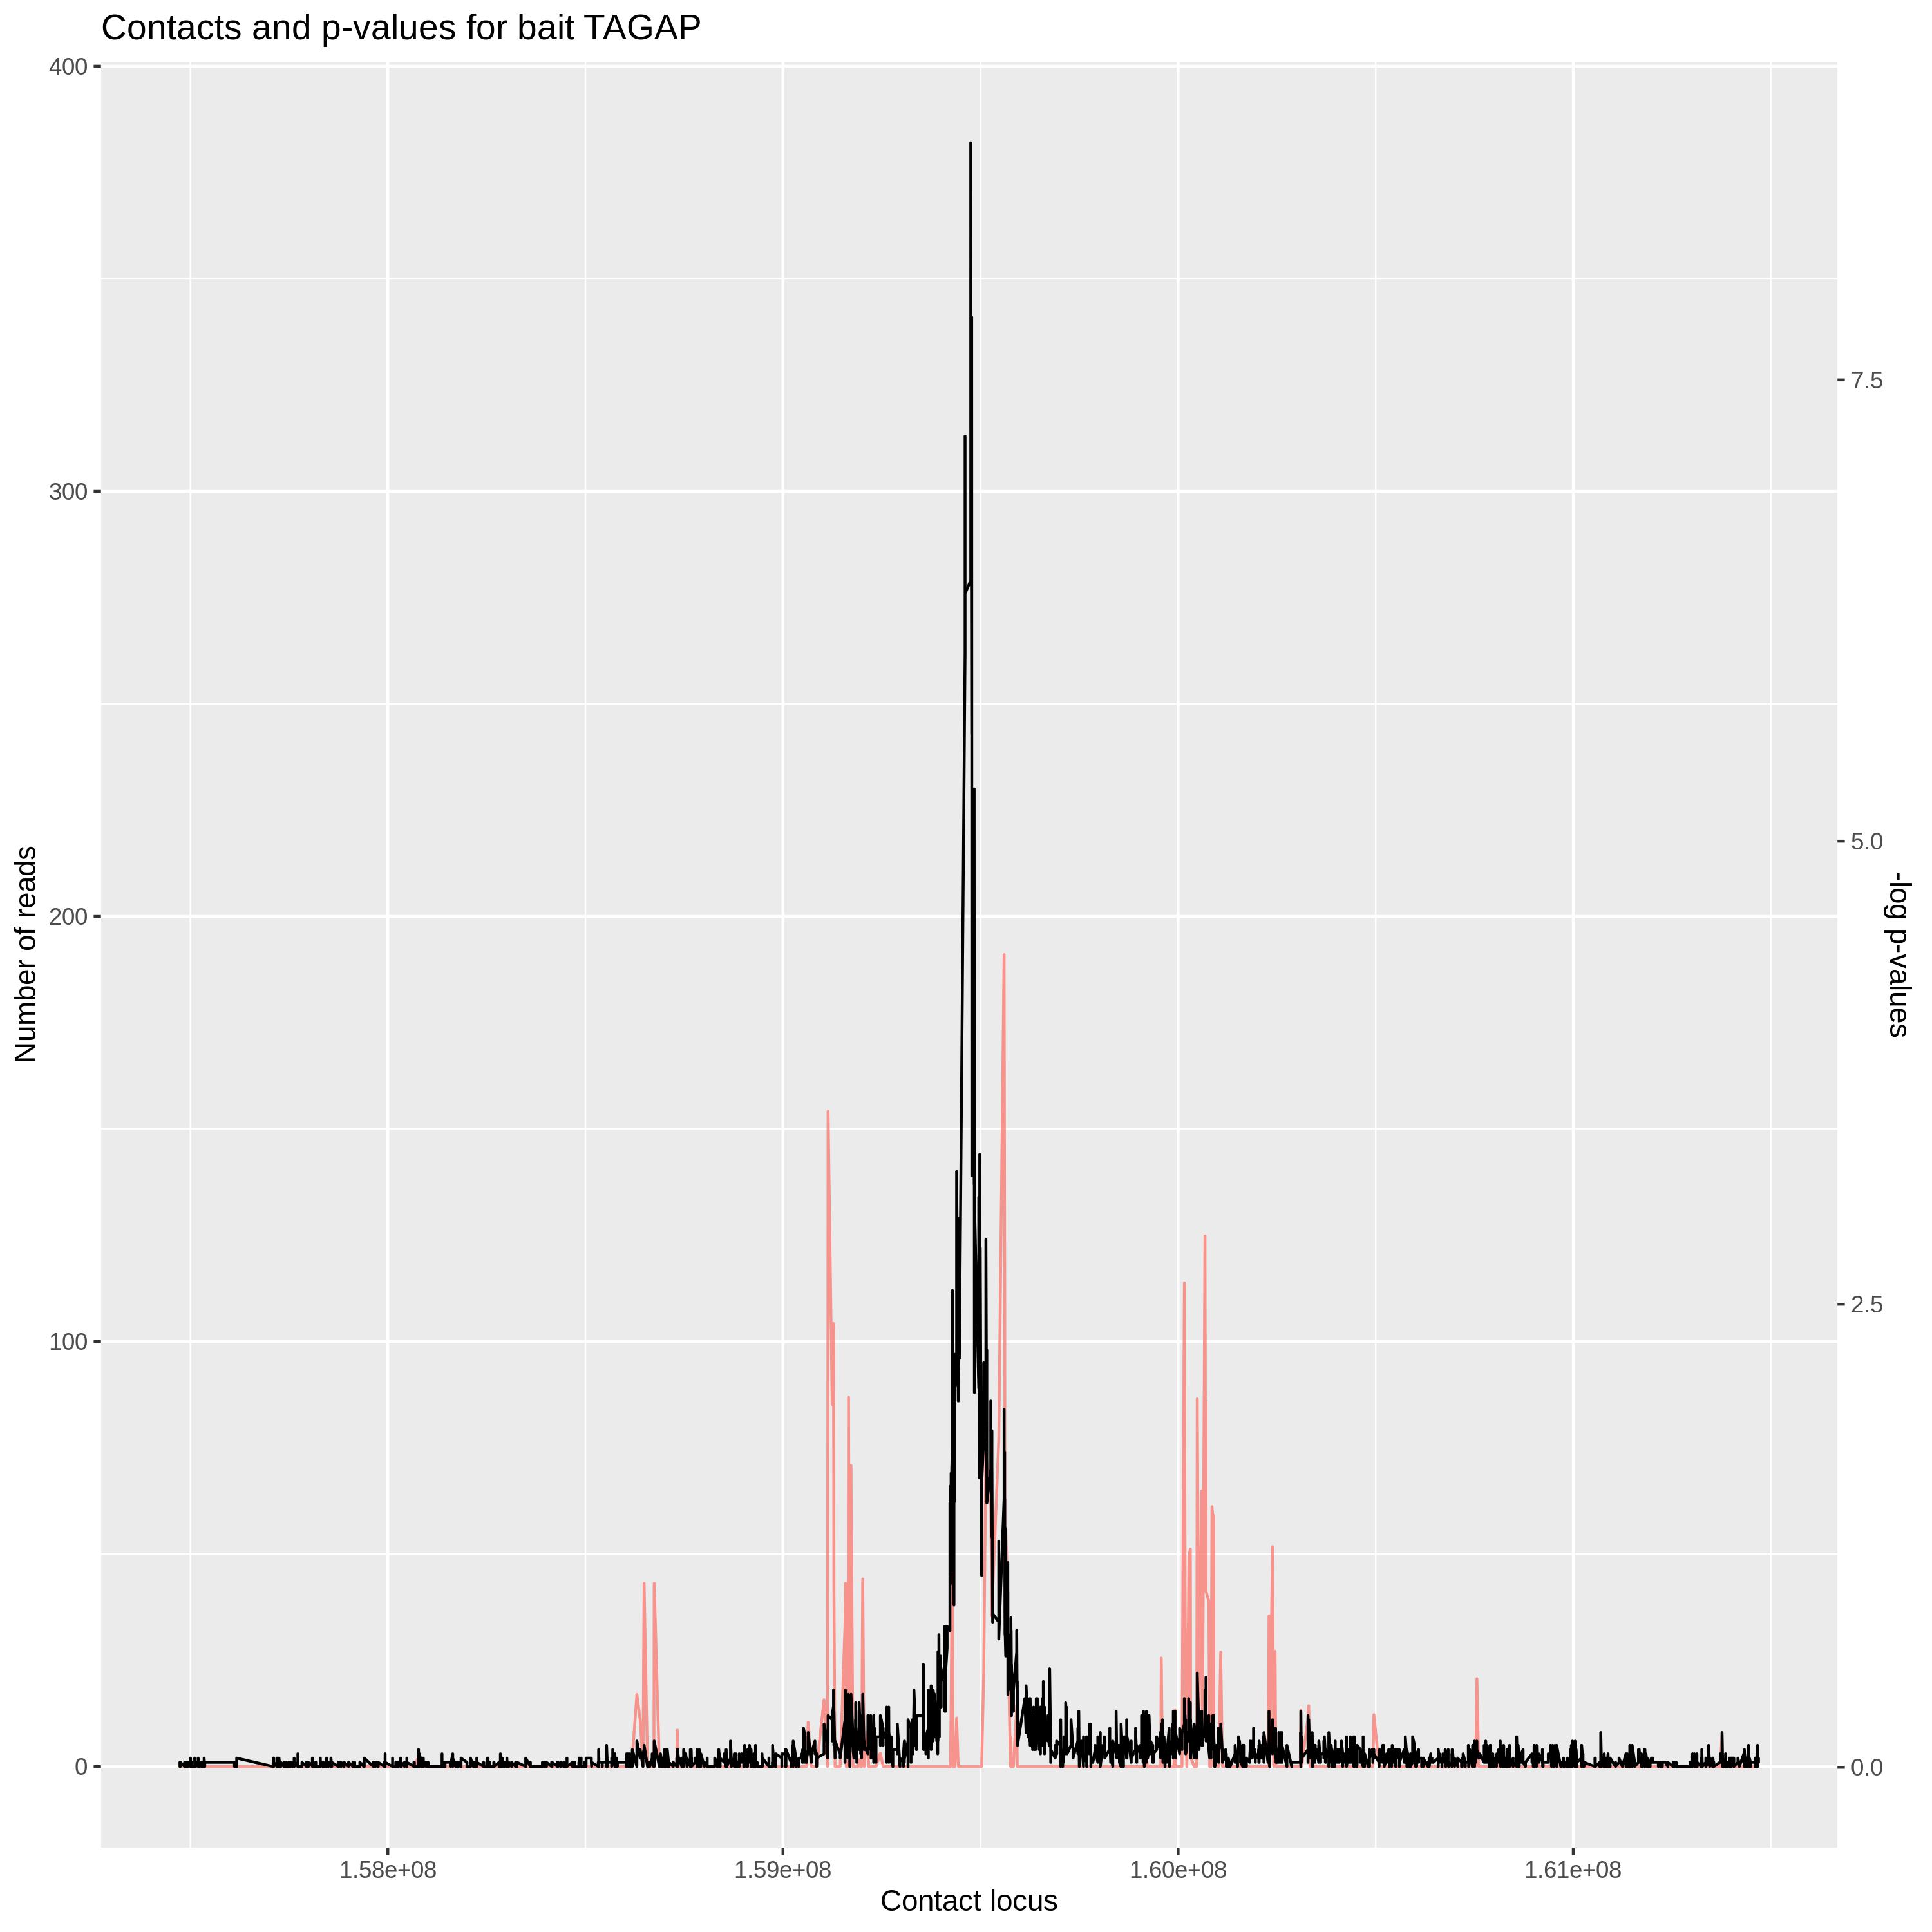 Contacts and p-values for bait TAGAP
400
300
200
100
0
Number of reads
7.5
5.0
2.5
0.0
-log p-values
1.58e+08
1.59e+08
1.60e+08
1.61e+08
Contact locus